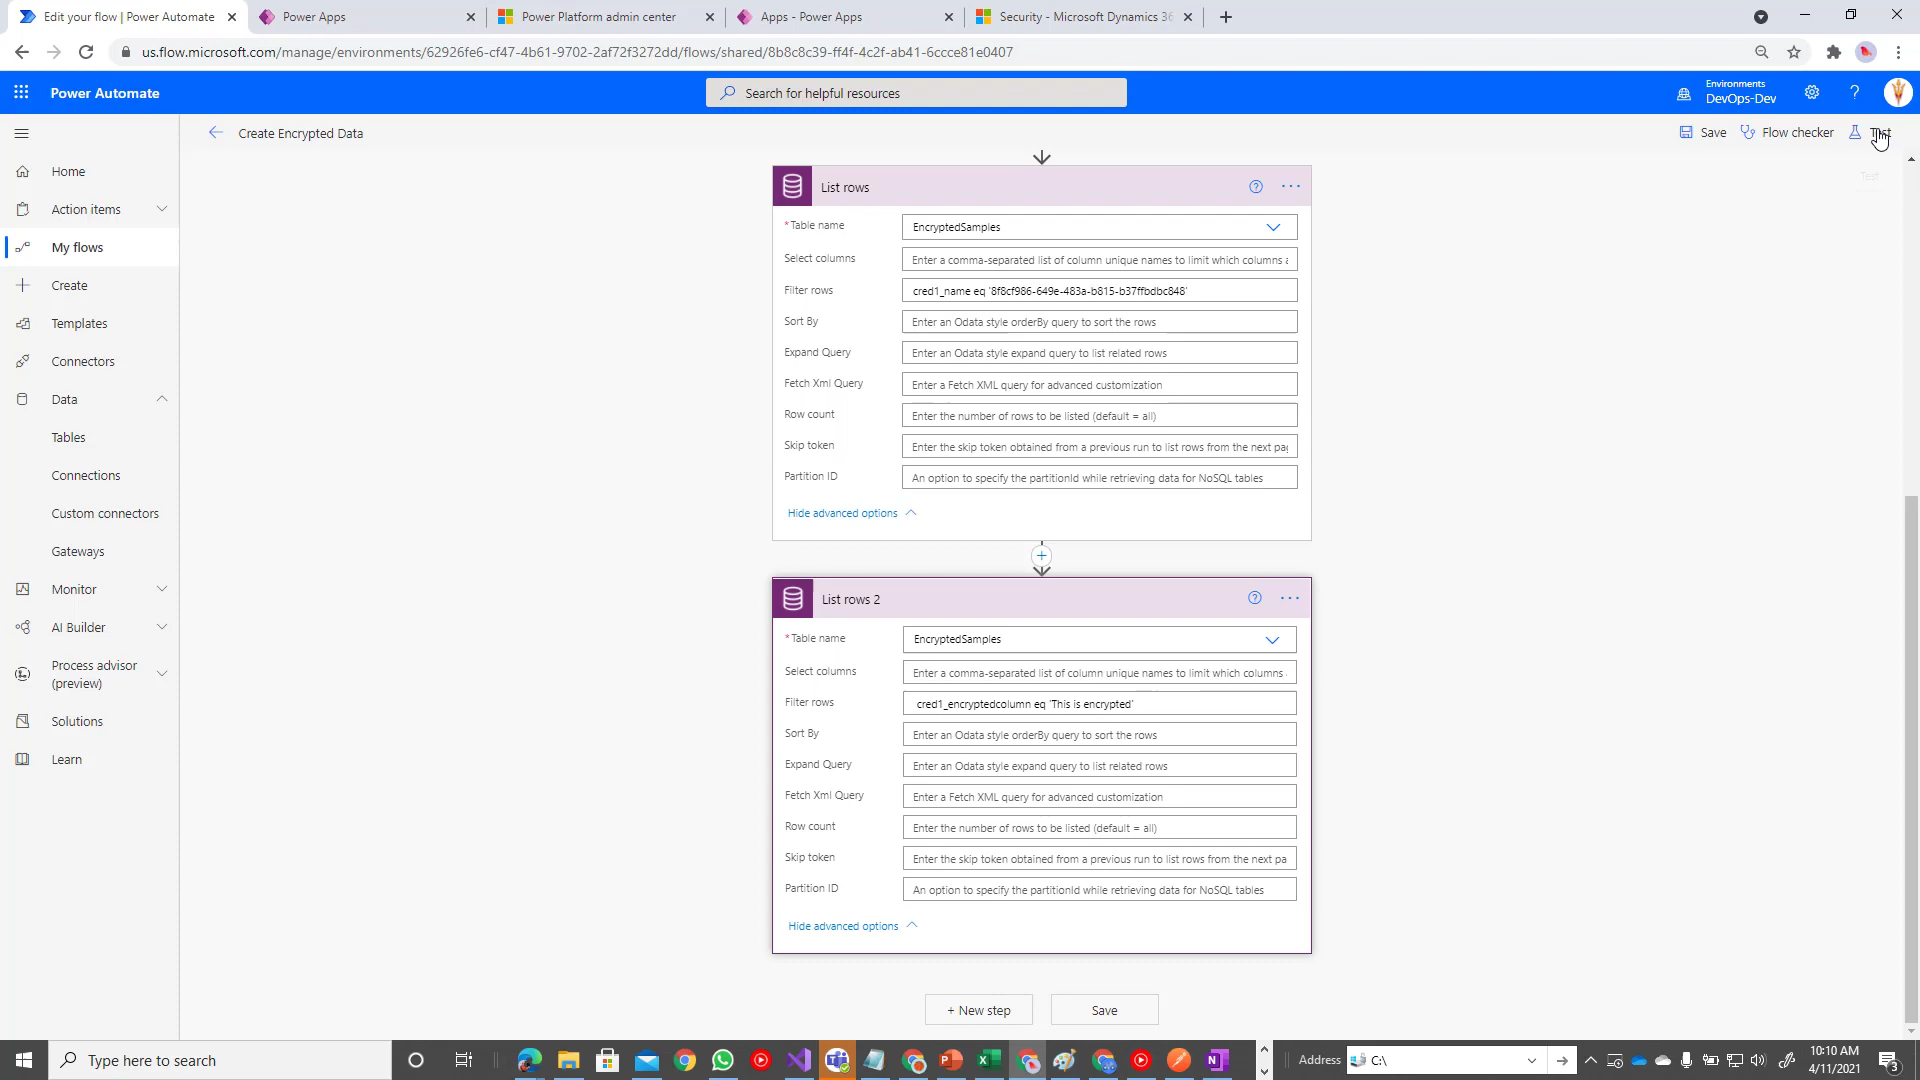 Edit your flow | Power Automate
Power Apps
Power Platform admin center
Apps - Power Apps
Security - Microsoft Dynamics 36
us.flow.microsoft.com/manage/environments/62926fe6-cf47-4b61-9702-2af72f3272dd/flows/shared/8b8c8c39-ff4f-4c2f-ab41-6ccce81e0407
Power Automate
Search for helpful resources
Environments
DevOps-Dev
Create Encrypted Data
Save
Flow checker
Test
Test
Home
Action items
My flows
Create
Templates
Connectors
Data
Tables
Connections
Custom connectors
Gateways
Monitor
AI Builder
Process advisor
(preview)
Solutions
Learn
List rows
* Table name
EncryptedSamples
Select columns
Enter a comma-separated list of column unique names to limit which columns a
Filter rows
cred1_name eq '8f8cf986-649e-483a-b815-b37ffbdbc848'
Sort By
Enter an Odata style orderBy query to sort the rows
Expand Query
Enter an Odata style expand query to list related rows
Fetch Xml Query
Enter a Fetch XML query for advanced customization
Row count
Enter the number of rows to be listed (default = all)
Skip token
Enter the skip token obtained from a previous run to list rows from the next pag
Partition ID
An option to specify the partitionId while retrieving data for NoSQL tables
Hide advanced options
List rows 2
* Table name
EncryptedSamples
Select columns
Enter a comma-separated list of column unique names to limit which columns
Filter rows
cred1_encryptedcolumn eq 'This is encrypted'
Sort By
Enter an Odata style orderBy query to sort the rows
Expand Query
Enter an Odata style expand query to list related rows
Fetch Xml Query
Enter a Fetch XML query for advanced customization
Row count
Enter the number of rows to be listed (default = all)
Skip token
Enter the skip token obtained from a previous run to list rows from the next pa
Partition ID
An option to specify the partitionId while retrieving data for NoSQL tables
Hide advanced options
+ New step
Save
Type here to search
Address
C:\
10:10 AM
4/11/2021
3